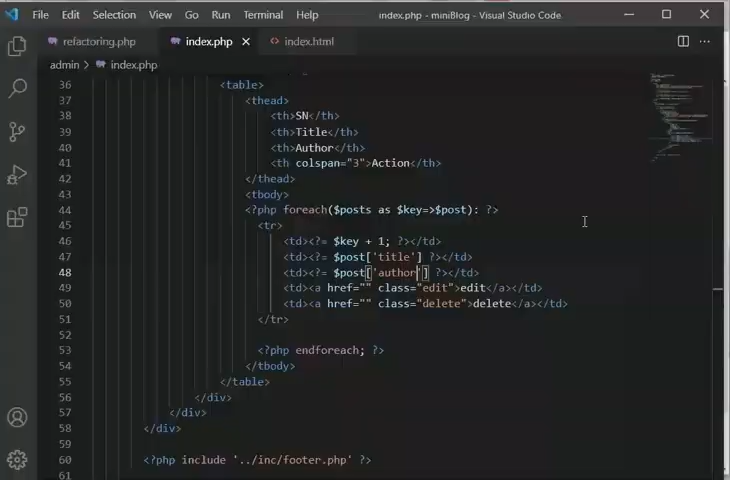 File Edit Selection View Go Run Terminal Help index.php - miniBlog - Visual Studio Code
refactoring.php index.php index.html
admin > index.php
36 <table>
37 <thead>
38 <th>SN</th>
39 <th>Title</th>
40 <th>Author</th>
41 <th colspan="3">Action</th>
42 </thead>
43 <tbody>
44 <?php foreach($posts as $key=>$post): ?>
45 <tr>
46 <td><?= $key + 1; ?></td>
47 <td><?= $post['title'] ?></td>
48 <td><?= $post['author'] ?></td>
49 <td><a href="" class="edit">edit</a></td>
50 <td><a href="" class="delete">delete</a></td>
51 </tr>
52
53 <?php endforeach; ?>
54 </tbody>
55 </table>
56 </div>
57 </div>
58 </div>
59
60 <?php include '../inc/footer.php' ?>
61